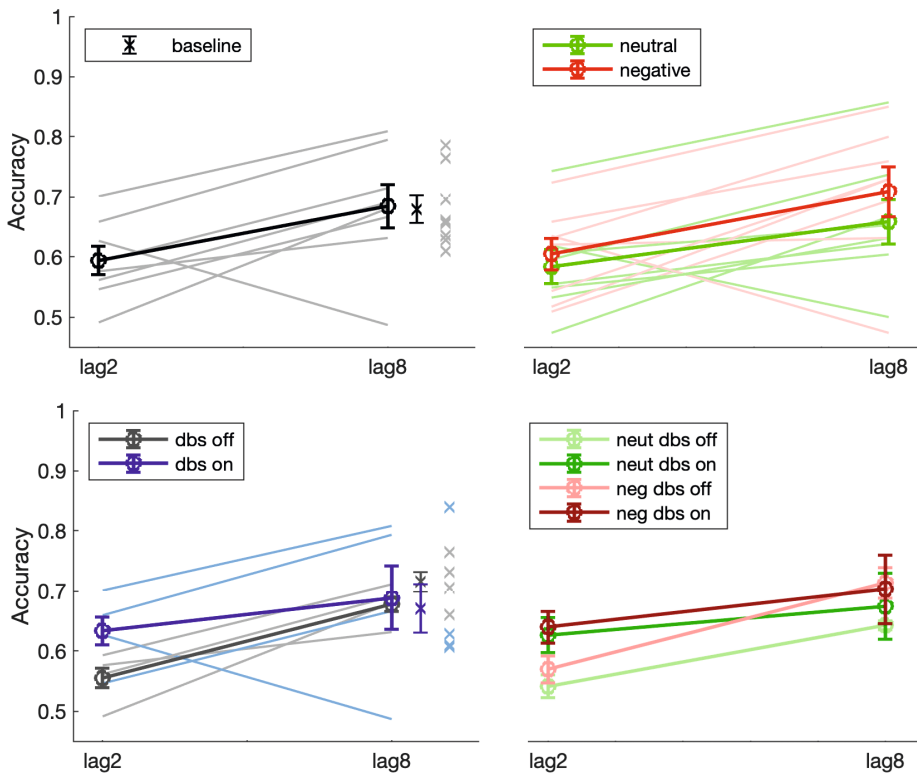 1
0.9
0.8
0.7
0.6
0.5
Accuracy
baseline
lag2
lag8
neutral
negative
lag2
lag8
1
0.9
0.8
0.7
0.6
0.5
Accuracy
dbs off
dbs on
lag2
lag8
neut dbs off
neut dbs on
neg dbs off
neg dbs on
lag2
lag8